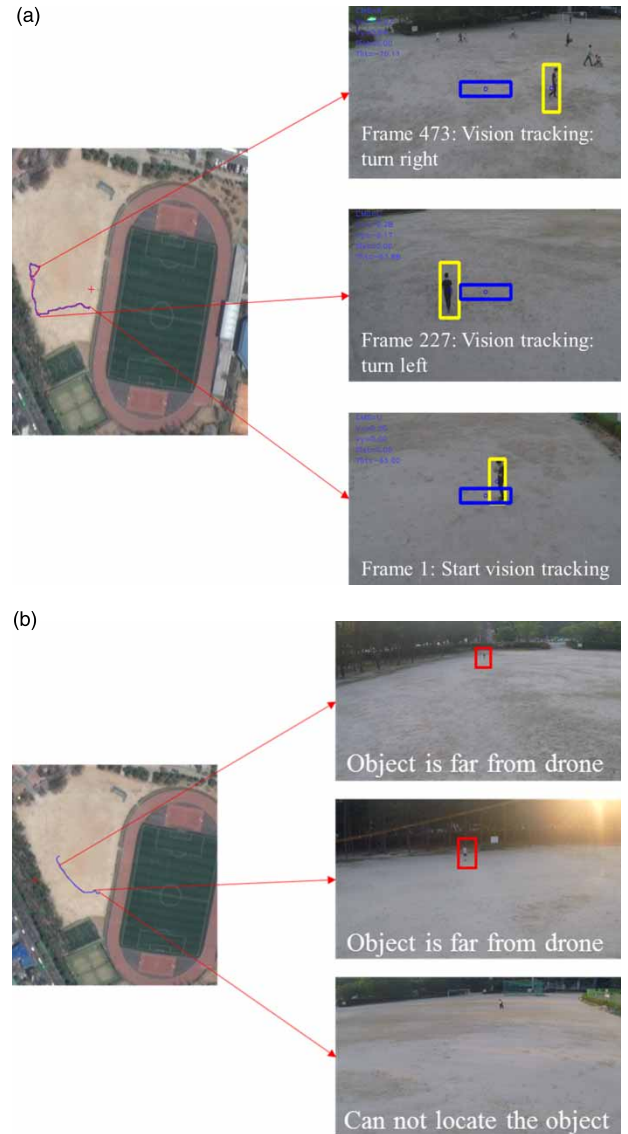 (a)
Frame 473: Vision tracking:
turn right
Frame 227: Vision tracking:
turn left
Frame 1: Start vision tracking
(b)
Object is far from drone
Object is far from drone
Can not locate the object